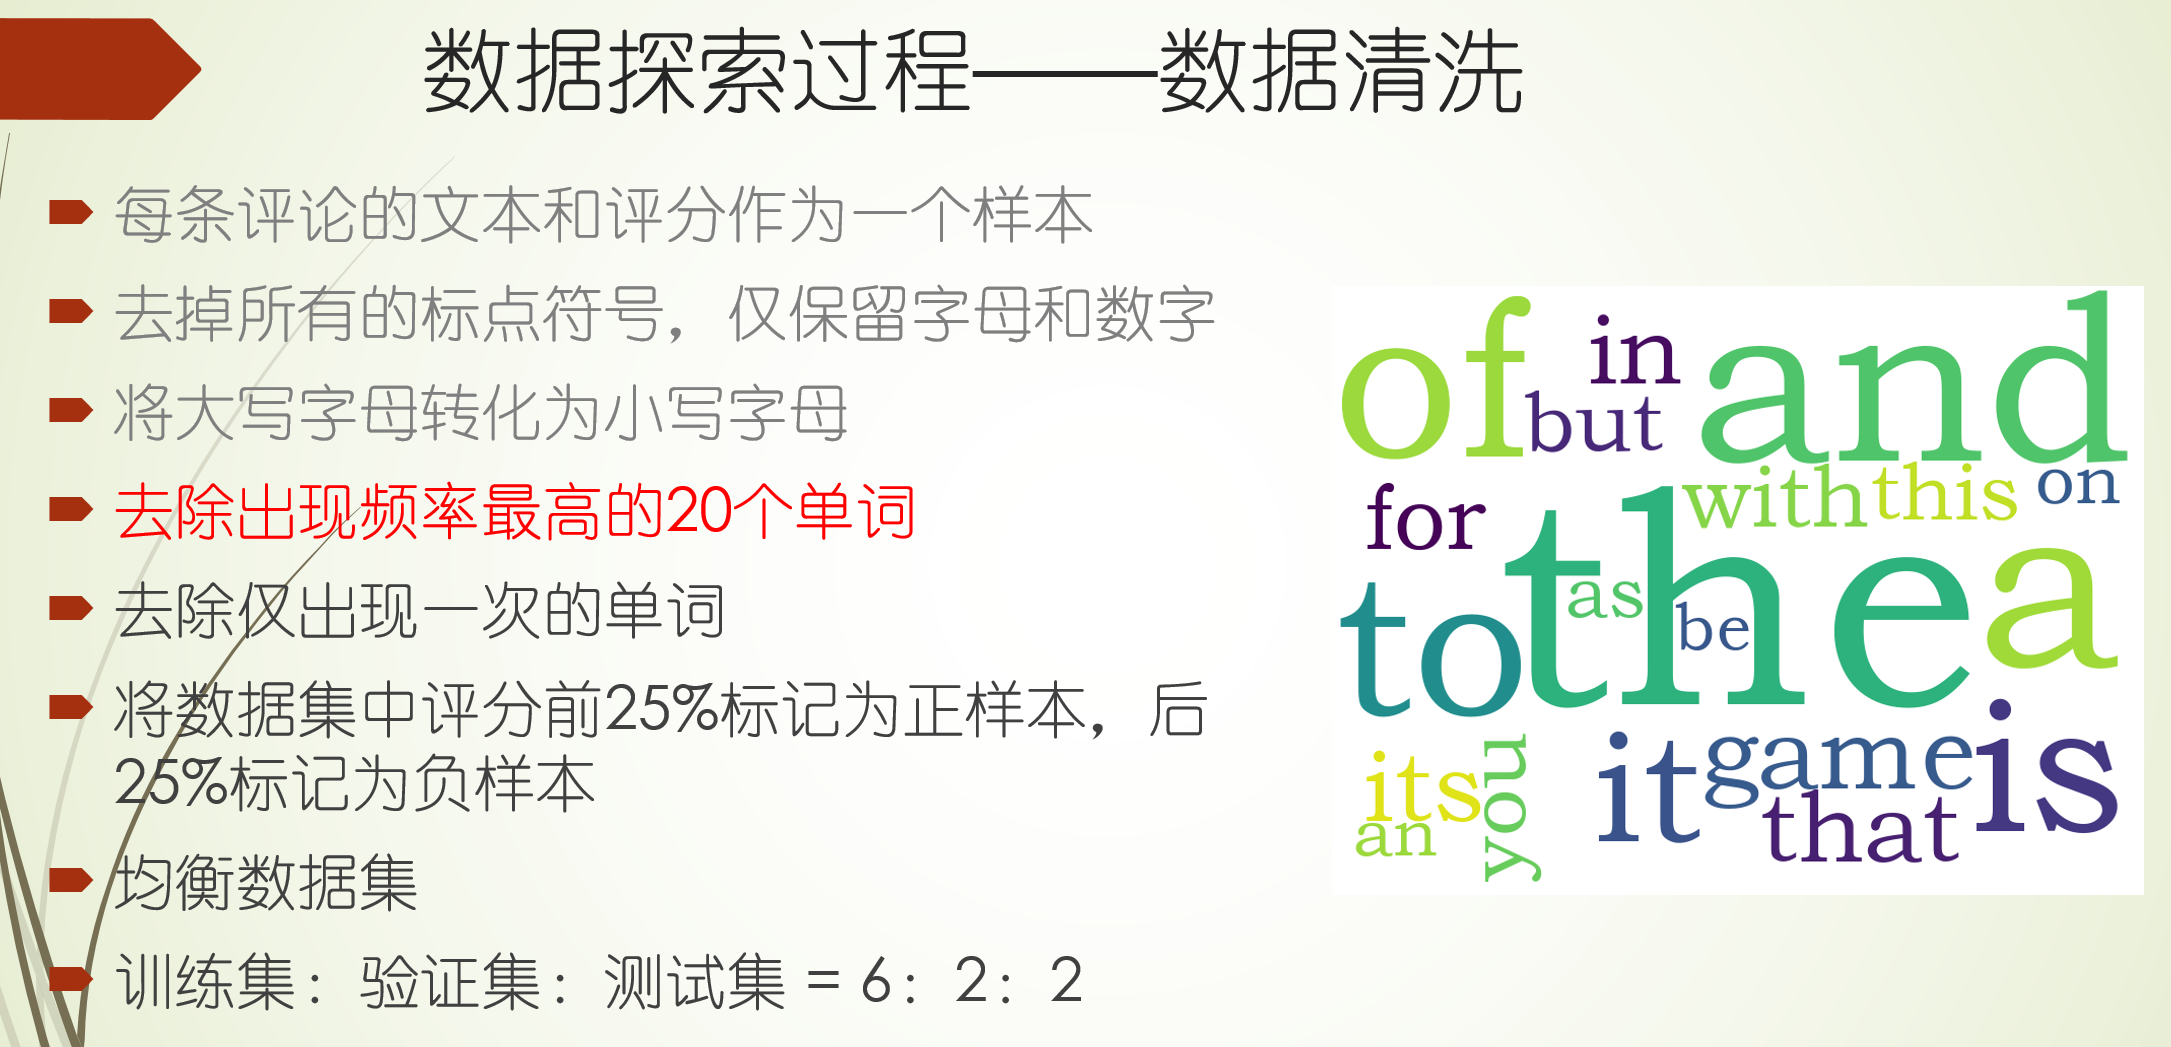 数据探索过程——数据清洗
每条评论的文本和评分作为一个样本
去掉所有的标点符号，仅保留字母和数字
将大写字母转化为小写字母
去除出现频率最高的20个单词
去除仅出现一次的单词
将数据集中评分前25%标记为正样本，后
25%标记为负样本
均衡数据集
训练集：验证集：测试集 = 6：2：2
of
in
but
and
for
with
this
on
to
the
as
be
a
its
an
you
it
game
that
is